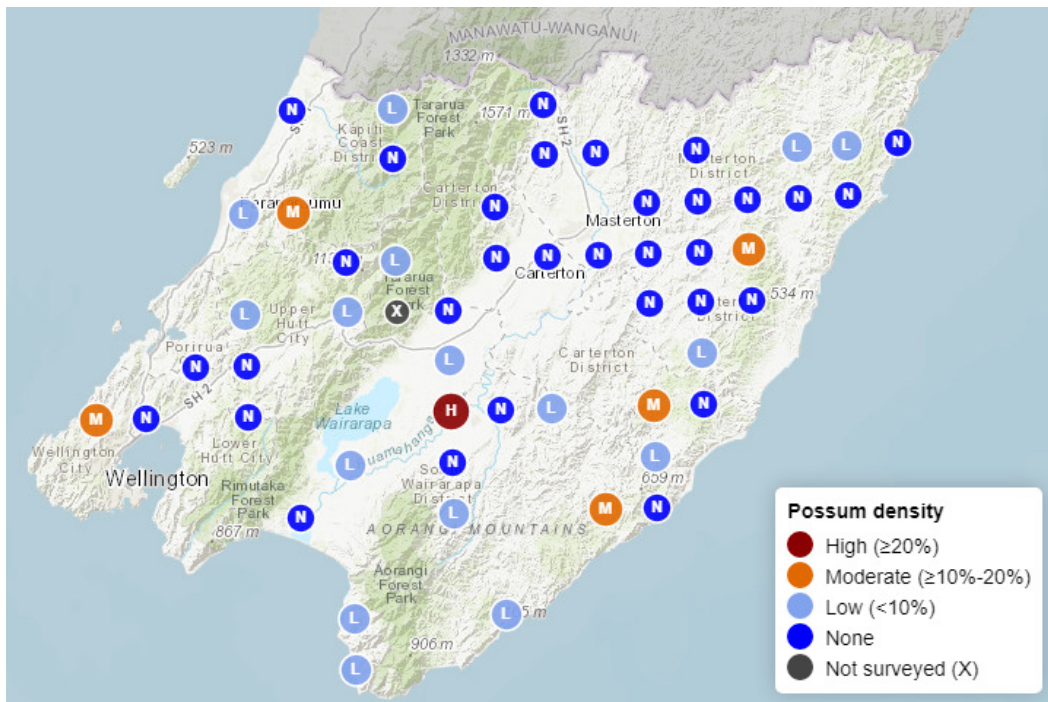 MANAWATU-WANGANUI
1332 m
L
Tararua
Forest
Park
1571 m
N
N
SH 2
Kapiti
Coast
District
N
N
N
N
L
L
N
523 m
Masterton
District
Carterton
District
N
N
N
N
N
N
L
M
Masterton
1
N
L
Tararua
Forest
Park
N
N
Carterton
N
N
N
M
X
N
N
N
N
534 m
District
L
Upper
Hutt
City
L
Porirua
N
N
L
Carterton
District
L
SH 2
M
N
N
Lake
Wairarapa
H
N
L
M
N
Wellington
City
Lower
Hutt City
L
N
South
Wairarapa
District
L
659 m
Wellington
Rimutaka
Forest
Park
N
L
M
N
867 m
AORANGI MOUNTAINS
Aorangi
Forest
Park
L
L
906 m
L
Possum density
High (≥20%)
Moderate (≥10%-20%)
Low (<10%)
None
Not surveyed (X)